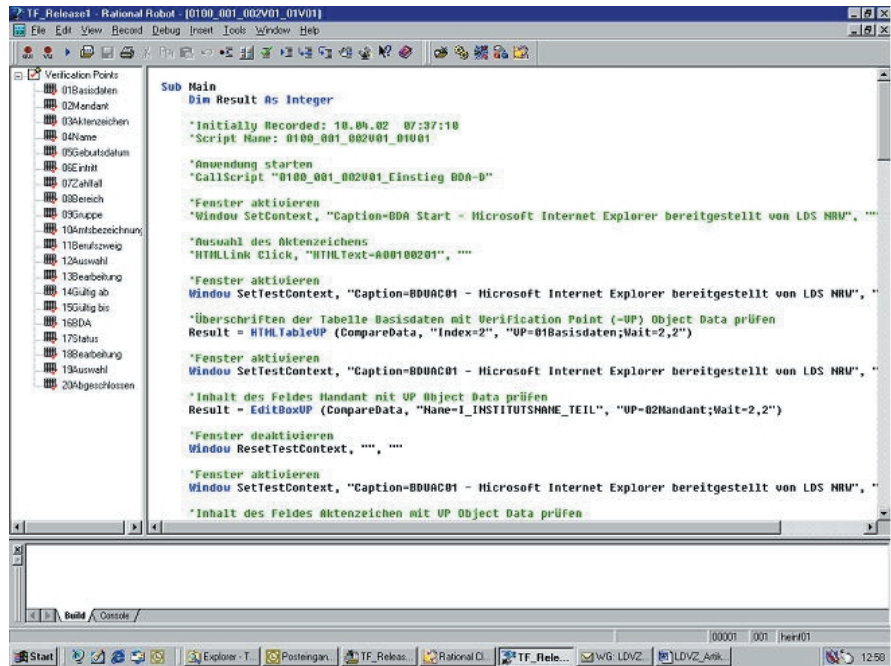 TF_Release1 - Rational Robot - [0100_001_002V01_01V01]
File Edit View Record Debug Insert Tools Window Help
Verification Points
01Basisdaten
02Mandant
03Aktenzeichen
04Name
05Geburtsdatum
06Eintritt
07Zahlfall
08Bereich
09Gruppe
10Amtsbezeichnung
11Berufszweig
12Auswahl
13Bearbeitung
14Gültig ab
15Gültig bis
16BDA
17Status
18Bearbeitung
19Auswahl
20Abgeschlossen
Sub Main
Dim Result As Integer
'Initially Recorded: 10.04.02 07:37:10
'Script Name: 0100_001_002V01_01V01
'Anwendung starten
'CallScript "0100_001_002V01_Einstieg BDA-D"
'Fenster aktivieren
'Window SetContext, "Caption=BDA Start - Microsoft Internet Explorer bereitgestellt von LDS NRW", ""
'Auswahl des Aktenzeichens
'HTMLLink Click, "HTMLText=A00100201", ""
'Fenster aktivieren
Window SetTestContext, "Caption=BDUAC01 - Microsoft Internet Explorer bereitgestellt von LDS NRW", "
'Überschriften der Tabelle Basisdaten mit Verification Point (-VP) Object Data prüfen
Result = HTMLTableVP (CompareData, "Index=2", "VP=01Basisdaten;Wait=2,2")
'Fenster aktivieren
Window SetTestContext, "Caption=BDUAC01 - Microsoft Internet Explorer bereitgestellt von LDS NRW", "
'Inhalt des Feldes Mandant mit VP Object Data prüfen
Result = EditBoxVP (CompareData, "Name=I_INSTITUTSNAME_TEIL", "VP=02Mandant;Wait=2,2")
'Fenster deaktivieren
Window ResetTestContext, "", ""
'Fenster aktivieren
Window SetTestContext, "Caption=BDUAC01 - Microsoft Internet Explorer bereitgestellt von LDS NRW", "
'Inhalt des Feldes Aktenzeichen mit VP Object Data prüfen
Build Console
00001 001 heinf01
Start Explorer - T... Posteingan... TF_Releas... Rational Cl... TF_Rele... WG: LDVZ... LDVZ_Artik... 12:58